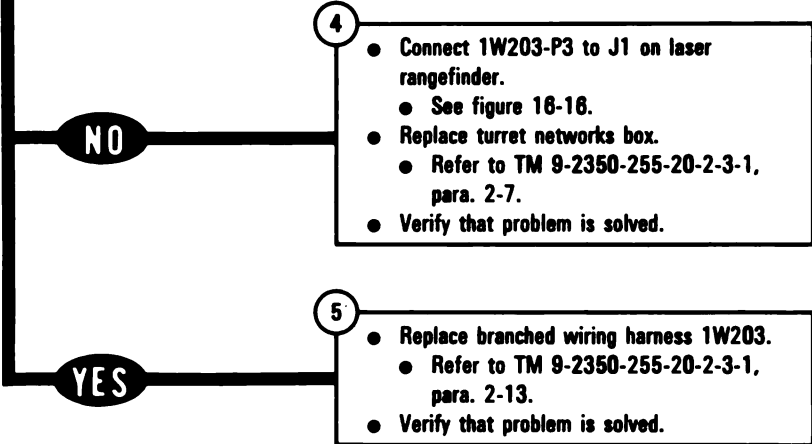 4
● Connect 1W203-P3 to J1 on laser
rangefinder.
● See figure 16-16.
NO
● Replace turret networks box.
● Refer to TM 9-2350-255-20-2-3-1,
para. 2-7.
● Verify that problem is solved.
5
● Replace branched wiring harness 1W203.
● Refer to TM 9-2350-255-20-2-3-1,
YES
para. 2-13.
● Verify that problem is solved.